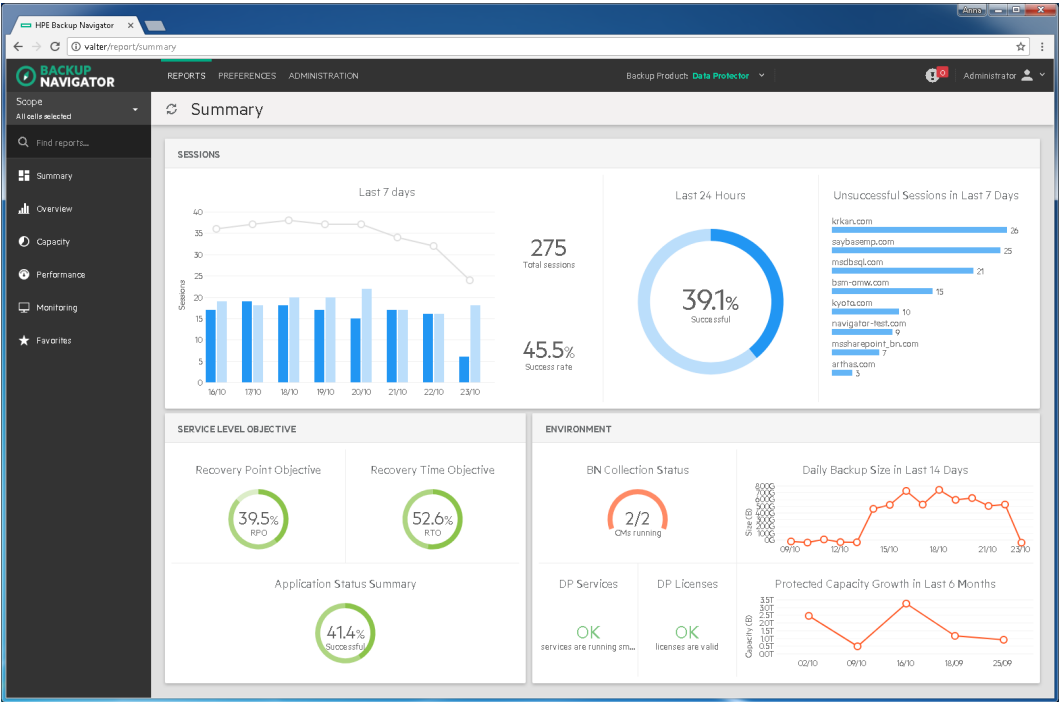 Anna
HPE Backup Navigator
valter/report/summary
BACKUP
NAVIGATOR
REPORTS PREFERENCES ADMINISTRATION
Backup Product: Data Protector
0
Administrator
Scope
All cells selected
Find reports...
Summary
Overview
Capacity
Performance
Monitoring
Favorites
Summary
SESSIONS
Last 7 days
Sessions
40
35
30
25
20
15
10
5
0
16/10 17/10 18/10 19/10 20/10 21/10 22/10 23/10
275
Total sessions
45.5%
Success rate
Last 24 Hours
39.1%
Successful
Unsuccessful Sessions in Last 7 Days
krkan.com
26
saybasemp.com
25
msdbsql.com
21
bsm-omw.com
15
kyoto.com
10
navigator-test.com
9
mssharepoint_bn.com
7
arthas.com
3
SERVICE LEVEL OBJECTIVE
Recovery Point Objective
39.5%
RPO
Recovery Time Objective
52.6%
RTO
Application Status Summary
41.4%
Successful
ENVIRONMENT
BN Collection Status
2/2
CMs running
DP Services
OK
services are running sm...
DP Licenses
OK
licenses are valid
Daily Backup Size in Last 14 Days
Size (B)
800G
700G
600G
500G
400G
300G
200G
100G
0G
09/10 12/10 15/10 18/10 21/10 23/10
Protected Capacity Growth in Last 6 Months
Capacity (B)
3.5T
3.0T
2.5T
2.0T
1.5T
1.0T
0.5T
0.0T
02/10 09/10 16/10 18/09 25/09